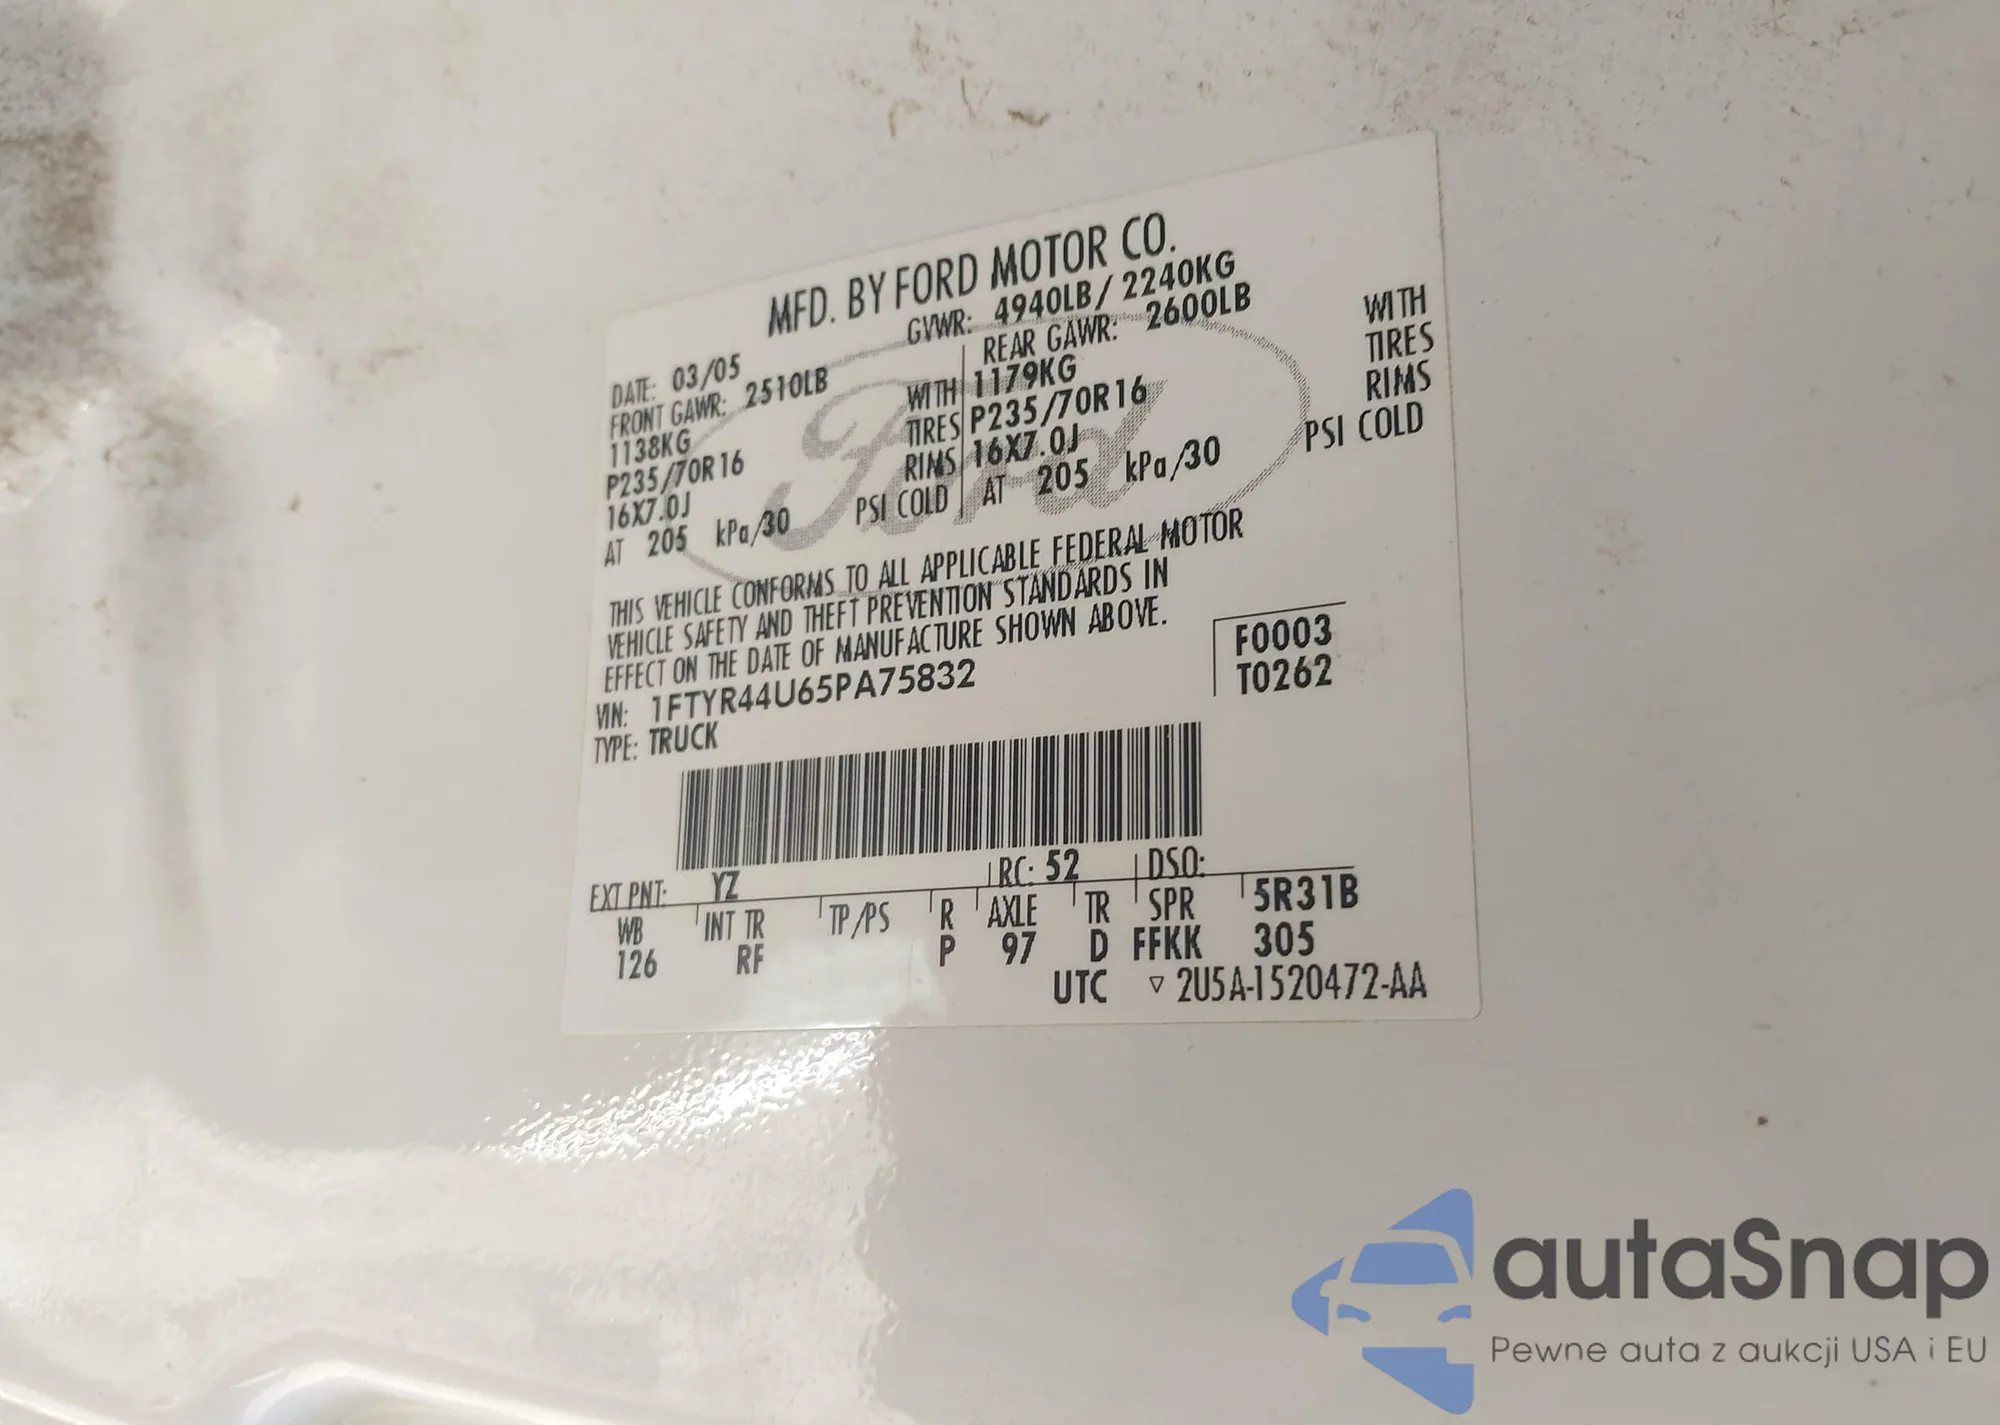 MFD. BY FORD MOTOR CO.
DATE: 03/05 GVWR: 4940LB/ 2240KG
FRONT GAWR: 2510LB REAR GAWR: 2600LB
1138KG WITH 1179KG WITH
P235/70R16 TIRES P235/70R16 TIRES
16X7.0J RIMS 16X7.0J RIMS
AT 205 kPa/30 PSI COLD AT 205 kPa/30 PSI COLD
Ford
THIS VEHICLE CONFORMS TO ALL APPLICABLE FEDERAL MOTOR
VEHICLE SAFETY AND THEFT PREVENTION STANDARDS IN
EFFECT ON THE DATE OF MANUFACTURE SHOWN ABOVE.
VIN: 1FTYR44U65PA75832
TYPE: TRUCK
F0003
T0262
EXT PNT: YZ RC: 52 DSO:
WB INT TR TP/PS R AXLE TR SPR 5R31B
126 RF P 97 D FFKK 305
UTC ▽ 2U5A-1520472-AA
autaSnap
Pewne auta z aukcji USA i EU